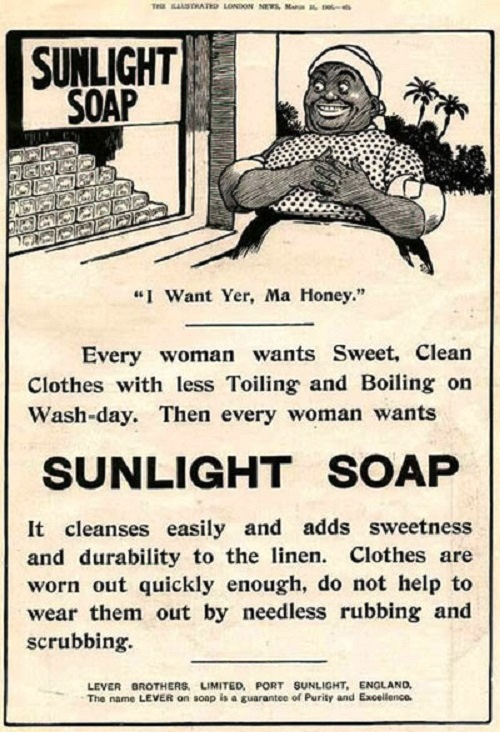 THE ILLUSTRATED LONDON NEWS, March
SUNLIGHT
SOAP
"I Want Yer, Ma Honey."
Every woman wants Sweet, Clean
Clothes with less Toiling and Boiling on
Wash-day. Then every woman wants
SUNLIGHT SOAP
It cleanses easily and adds sweetness
and durability to the linen. Clothes are
worn out quickly enough, do not help to
wear them out by needless rubbing and
scrubbing.
LEVER BROTHERS, LIMITED, PORT SUNLIGHT, ENGLAND.
The name LEVER on soap is a guarantee of Purity and Excellence.